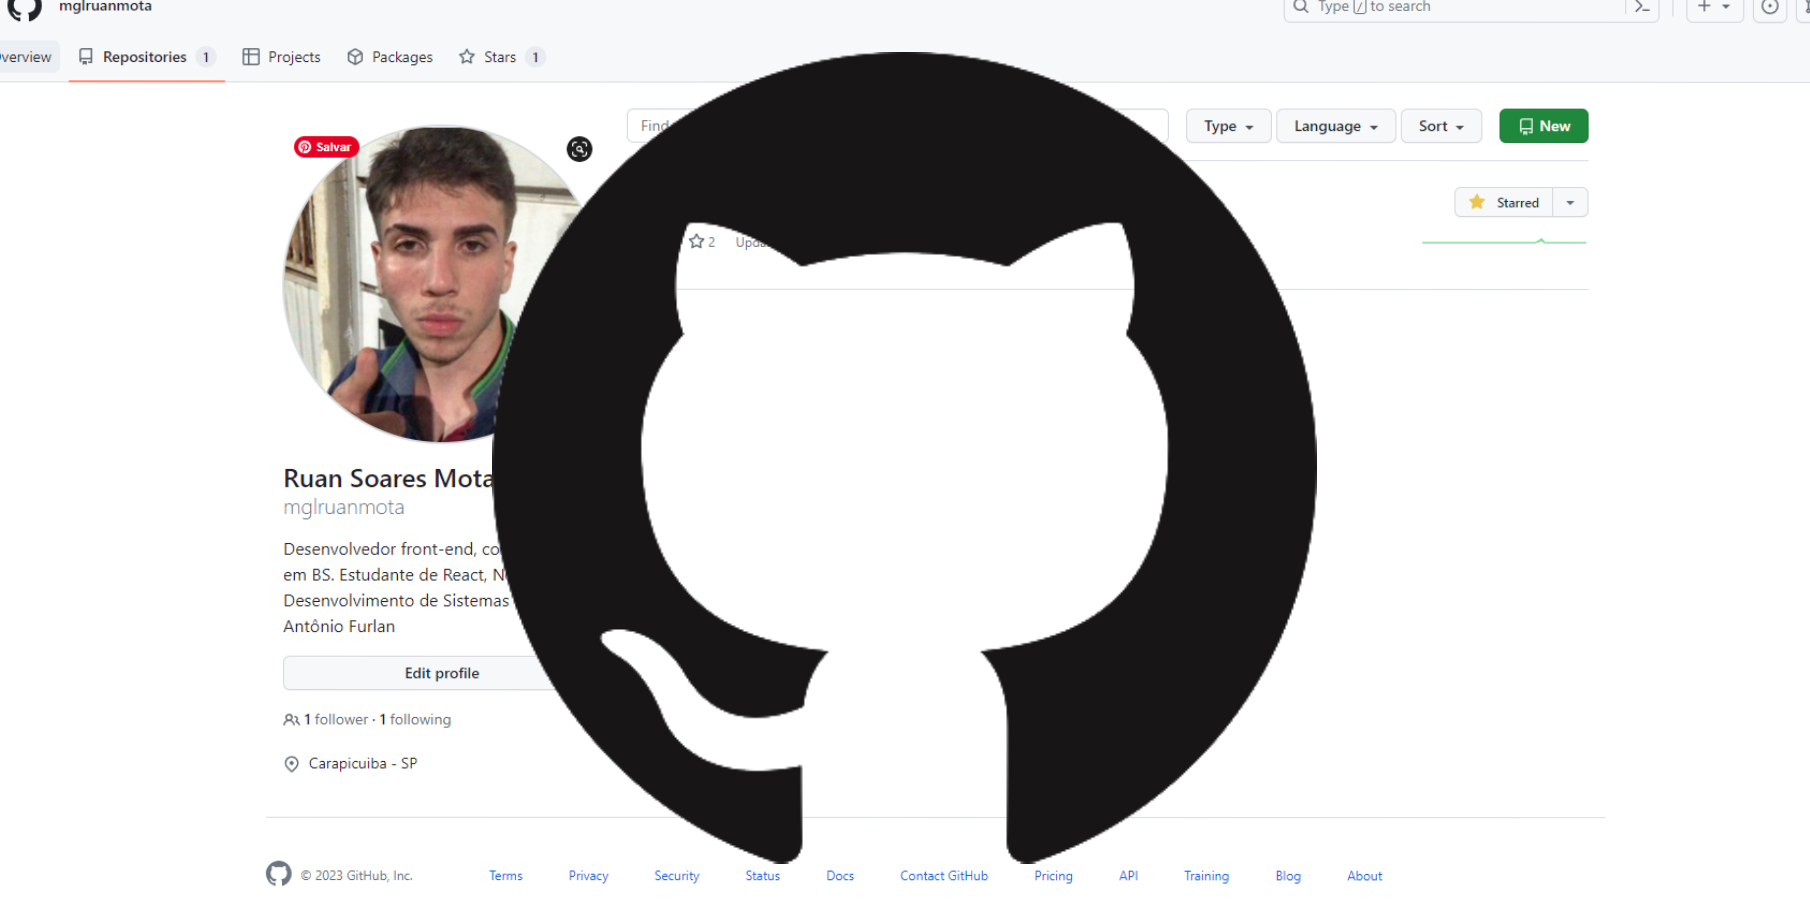 mglruanmota
Type / to search
verview
Repositories 1
Projects
Packages
Stars 1
Find
Type
Language
Sort
New
Salvar
Starred
2
Ruan Soares Mota
mglruanmota
Desenvolvedor front-end,
em BS. Estudante de React,
Desenvolvimento de Sistemas
Antônio Furlan
Edit profile
1 follower · 1 following
Carapicuiba - SP
© 2023 GitHub, Inc.
Terms
Privacy
Security
Status
Docs
Contact GitHub
Pricing
API
Training
Blog
About